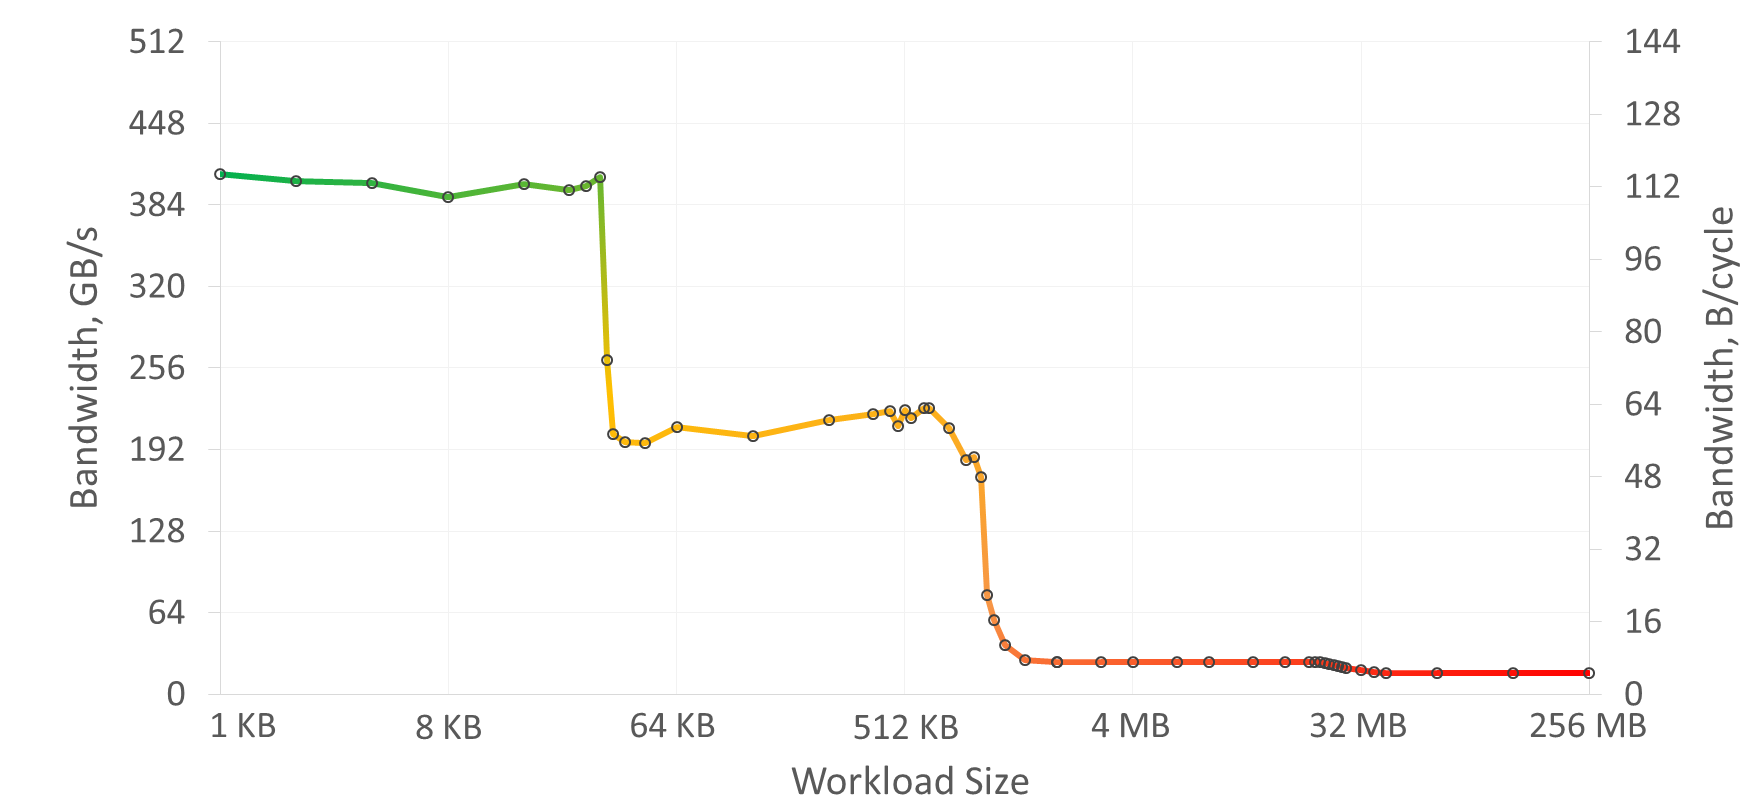 512
448
384
320
256
192
128
64
0
Bandwidth, GB/s
144
128
112
96
80
64
48
32
16
0
Bandwidth, B/cycle
1 KB
8 KB
64 KB
512 KB
4 MB
32 MB
256 MB
Workload Size